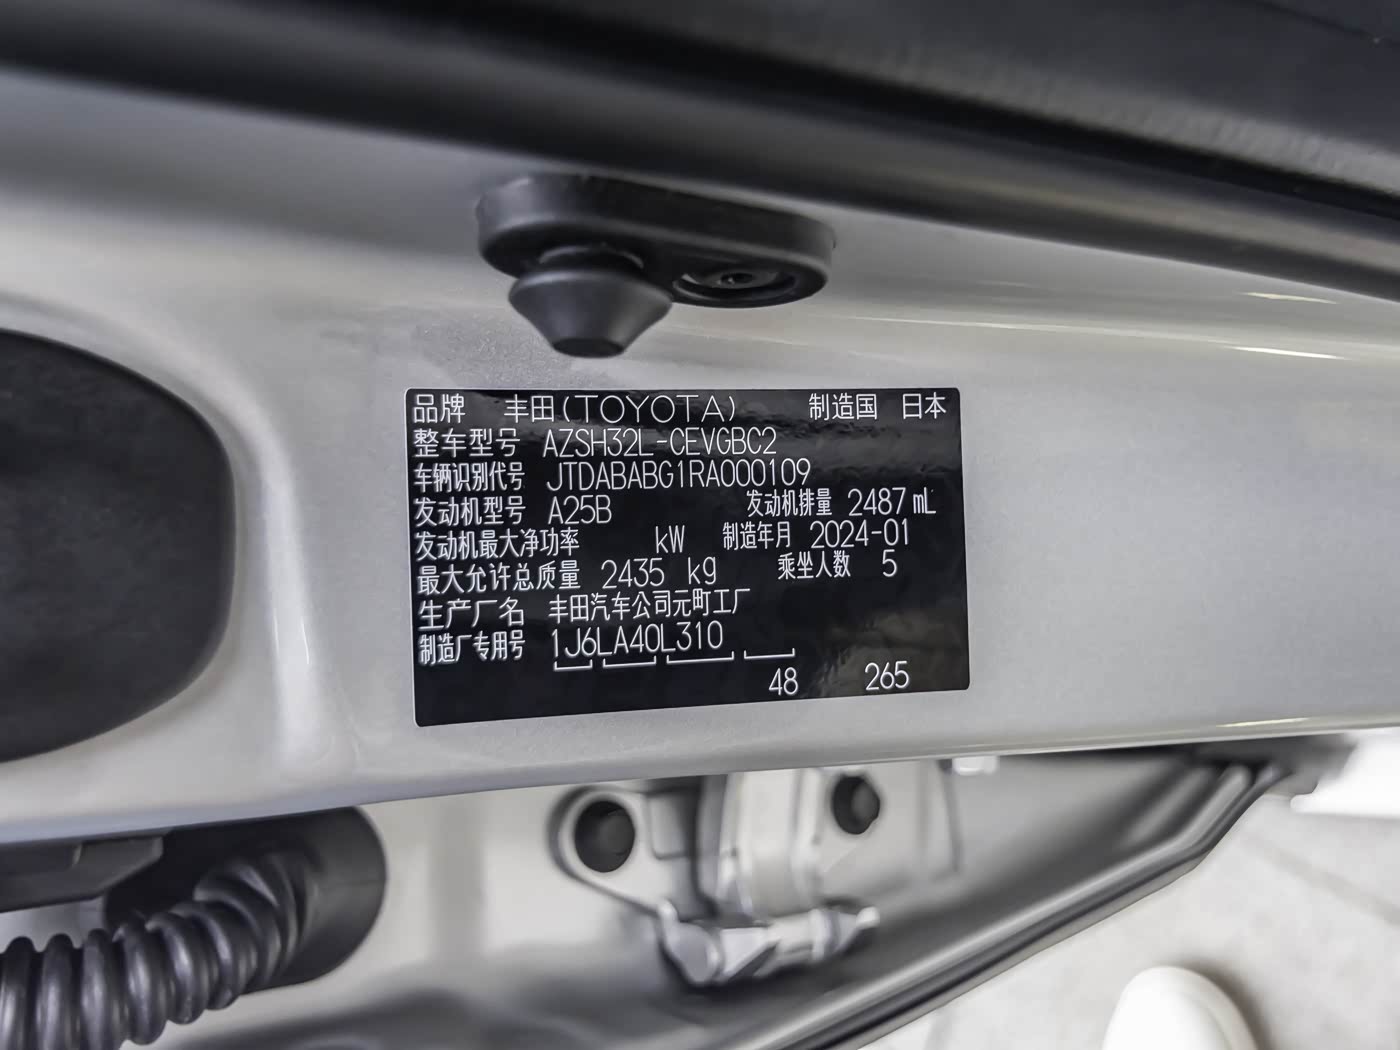 品牌 丰田(TOYOTA) 制造国 日本
整车型号 AZSH32L-CEVGBC2
车辆识别代号 JTDABABG1RA000109
发动机型号 A25B 发动机排量 2487 mL
发动机最大净功率 kW 制造年月 2024-01
最大允许总质量 2435 kg 乘坐人数 5
生产厂名 丰田汽车公司元町工厂
制造厂专用号 1J6LA40L310
48 265